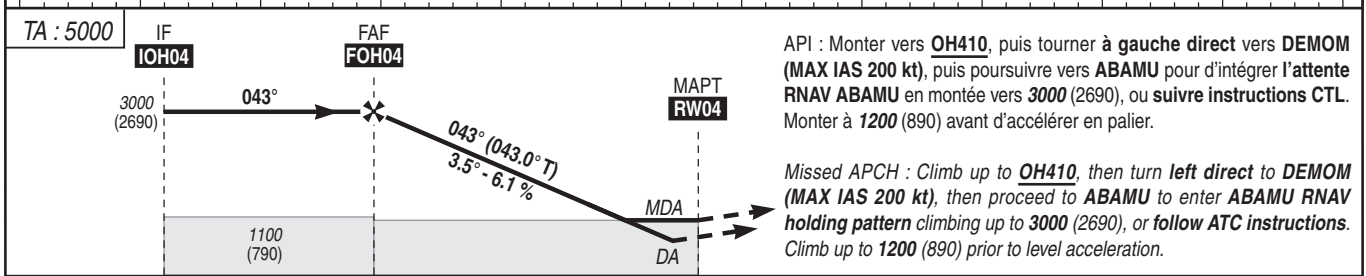 TA : 5000
IF
IOH04
FAF
FOH04
MAPT
RW04
3000
(2690)
043°
043° (043.0° T)
3.5° - 6.1 %
MDA
DA
1100
(790)
API : Monter vers OH410, puis tourner à gauche direct vers DEMOM
(MAX IAS 200 kt), puis poursuivre vers ABAMU pour d'intégrer l'attente
RNAV ABAMU en montée vers 3000 (2690), ou suivre instructions CTL.
Monter à 1200 (890) avant d'accélérer en palier.
Missed APCH : Climb up to OH410, then turn left direct to DEMOM
(MAX IAS 200 kt), then proceed to ABAMU to enter ABAMU RNAV
holding pattern climbing up to 3000 (2690), or follow ATC instructions.
Climb up to 1200 (890) prior to level acceleration.